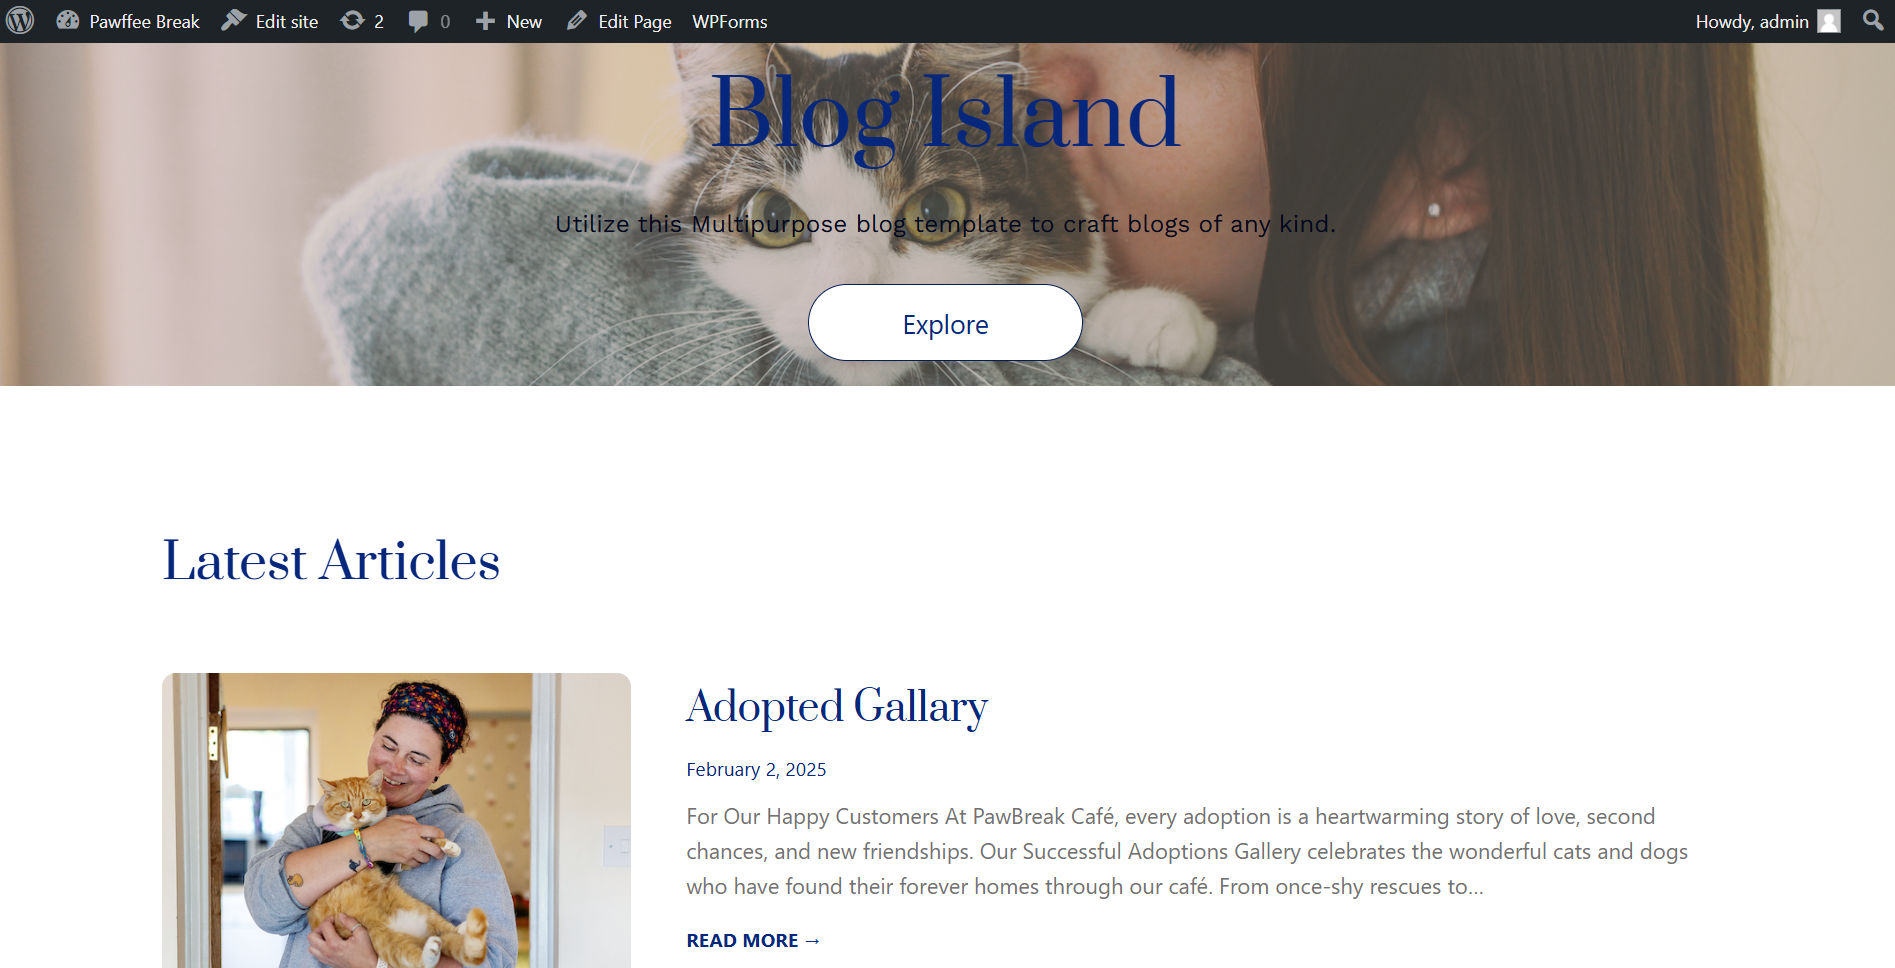 Pawffee Break Edit site 2 0 New Edit Page WPForms Howdy, admin
Blog Island
Utilize this Multipurpose blog template to craft blogs of any kind.
Explore
Latest Articles
Adopted Gallary
February 2, 2025
For Our Happy Customers At PawBreak Café, every adoption is a heartwarming story of love, second
chances, and new friendships. Our Successful Adoptions Gallery celebrates the wonderful cats and dogs
who have found their forever homes through our café. From once-shy rescues to…
READ MORE →